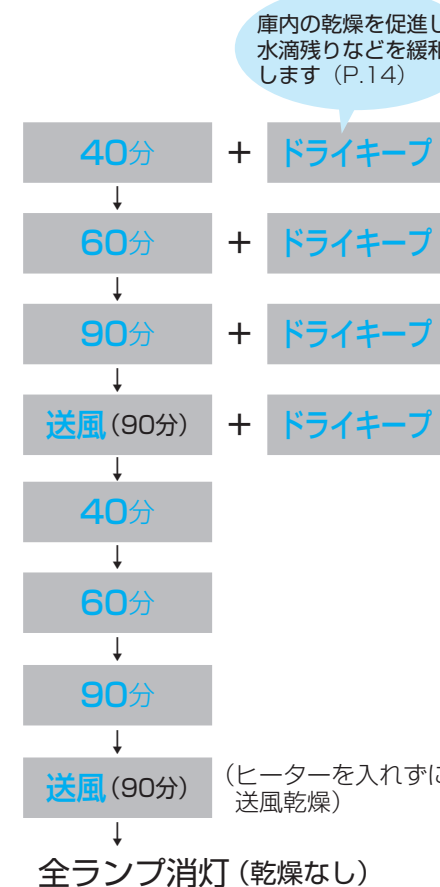 庫内の乾燥を促進し
水滴残りなどを緩和
します（P.14）
40分 + ドライキープ
↓
60分 + ドライキープ
↓
90分 + ドライキープ
↓
送風(90分) + ドライキープ
↓
40分
↓
60分
↓
90分
↓
送風(90分) （ヒーターを入れずに
送風乾燥）
↓
全ランプ消灯(乾燥なし)